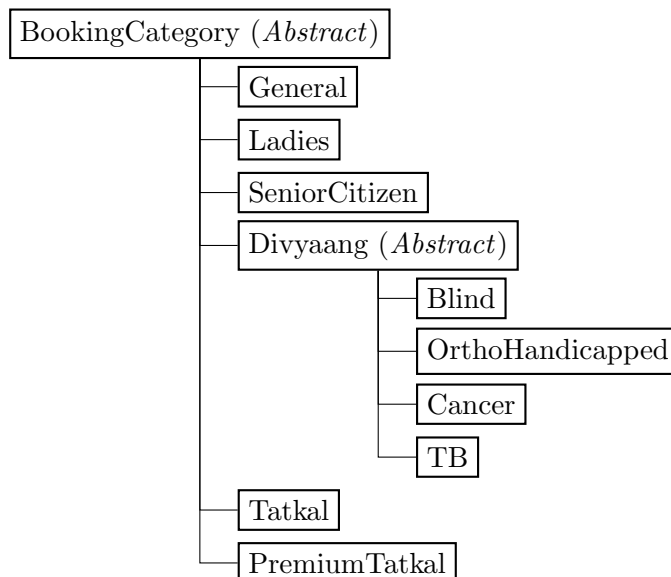 BookingCategory (Abstract)
General
Ladies
SeniorCitizen
Divyaang (Abstract)
Blind
OrthoHandicapped
Cancer
TB
Tatkal
PremiumTatkal